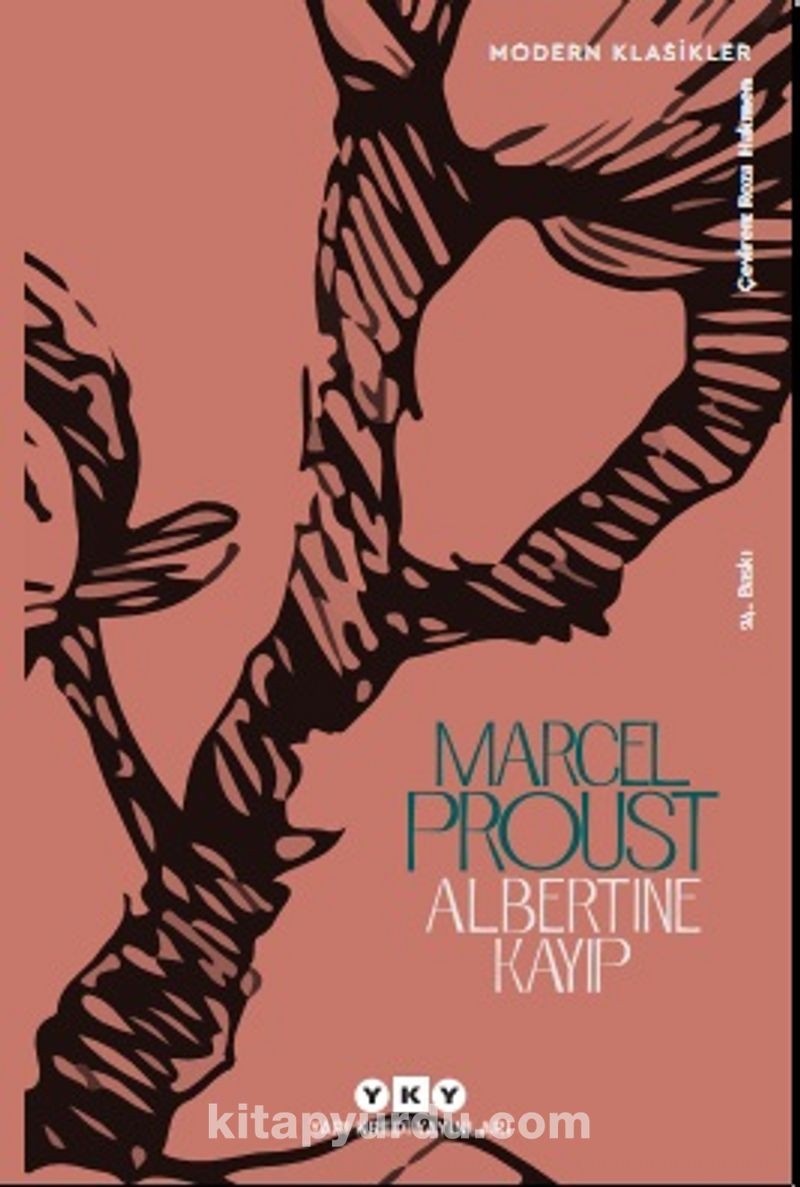 MODERN KLASİKLER
Çeviren: Roza Hakmen
24. Baskı
MARCEL
PROUST
ALBERTINE
KAYIP
YKY
kitapyurdu.com